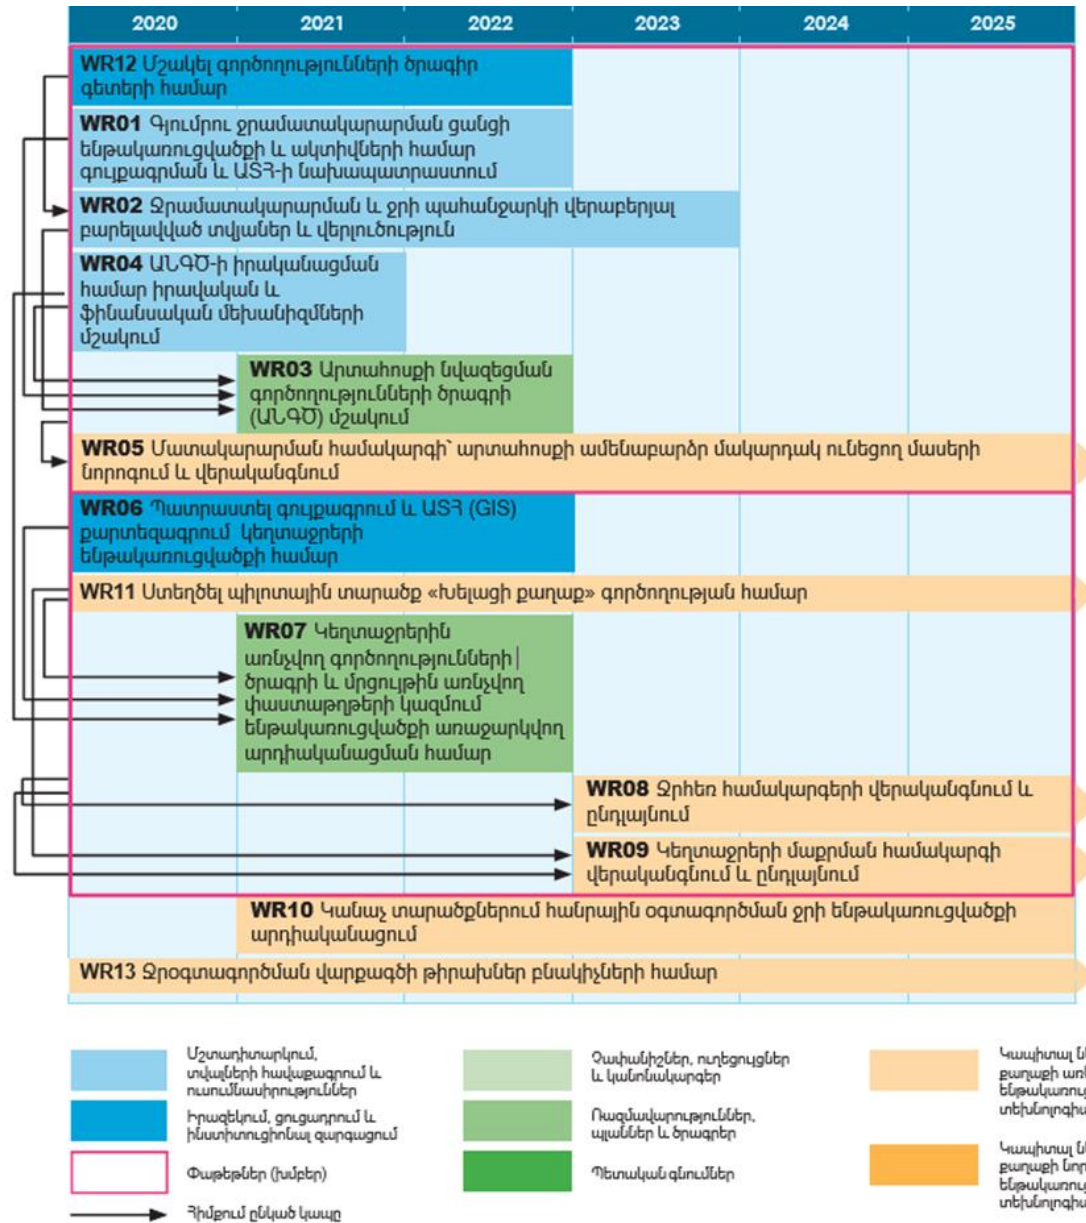 2020 2021 2022 2023 2024 2025
WR12 Մշակել գործողությունների ծրագիր
գետերի համար
WR01 Գյումրու ջրամատակարարման ցանցի
ենթակառուցվածքի և ակտիվների համար
գույքագրման և ԱՏՀ-ի նախապատրաստում
WR02 Ջրամատակարարման և ջրի պահանջարկի վերաբերյալ
բարելավված տվյաներ և վերլուծություն
WR04 ԱՆԳԾ-ի իրականացման
համար իրավական և
ֆինանսական մեխանիզմների
մշակում
WR03 Արտահոսքի նվազեցման
գործողությունների ծրագրի
(ԱՆԳԾ) մշակում
WR05 Մատակարարման համակարգի` արտահոսքի ամենաբարձր մակարդակ ունեցող մասերի
նորոգում և վերականգնում
WR06 Պատրաստել գույքագրում և ԱՏՀ (GIS)
քարտեզագրում կեղտաջրերի
ենթակառուցվածքի համար
WR11 Ստեղծել պիլոտային տարածք «Խելացի քաղաք» գործողության համար
WR07 Կեղտաջրերին
առնչվող գործողությունների
ծրագրի և մրցույթին առնչվող
փաստաթղթերի կազմում
ենթակառուցվածքի առաջարկվող
արդիականացման համար
WR08 Ջրհեռ համակարգերի վերականգնում և
ընդլայնում
WR09 Կեղտաջրերի մաքրման համակարգի
վերականգնում և ընդլայնում
WR10 Կանաչ տարածքներում հանրային օգտագործման ջրի ենթակառուցվածքի
արդիականացում
WR13 Ջրօգտագործման վարքագծի թիրախներ բնակիչների համար
Մշտադիտարկում,
տվյալների հավաքագրում և
ուսումնասիրություններ
Իրազեկում, ցուցադրում և
ինստիտուցիոնալ զարգացում
Փաթեթներ (խմբեր)
Հիմքում ընկած կապը
Չափանիշներ, ուղեցույցներ
և կանոնակարգեր
Ռազմավարություններ,
պլաններ և ծրագրեր
Պետական գնումներ
Կապիտալ
քաղաքի

Կապիտալ
քաղաքի